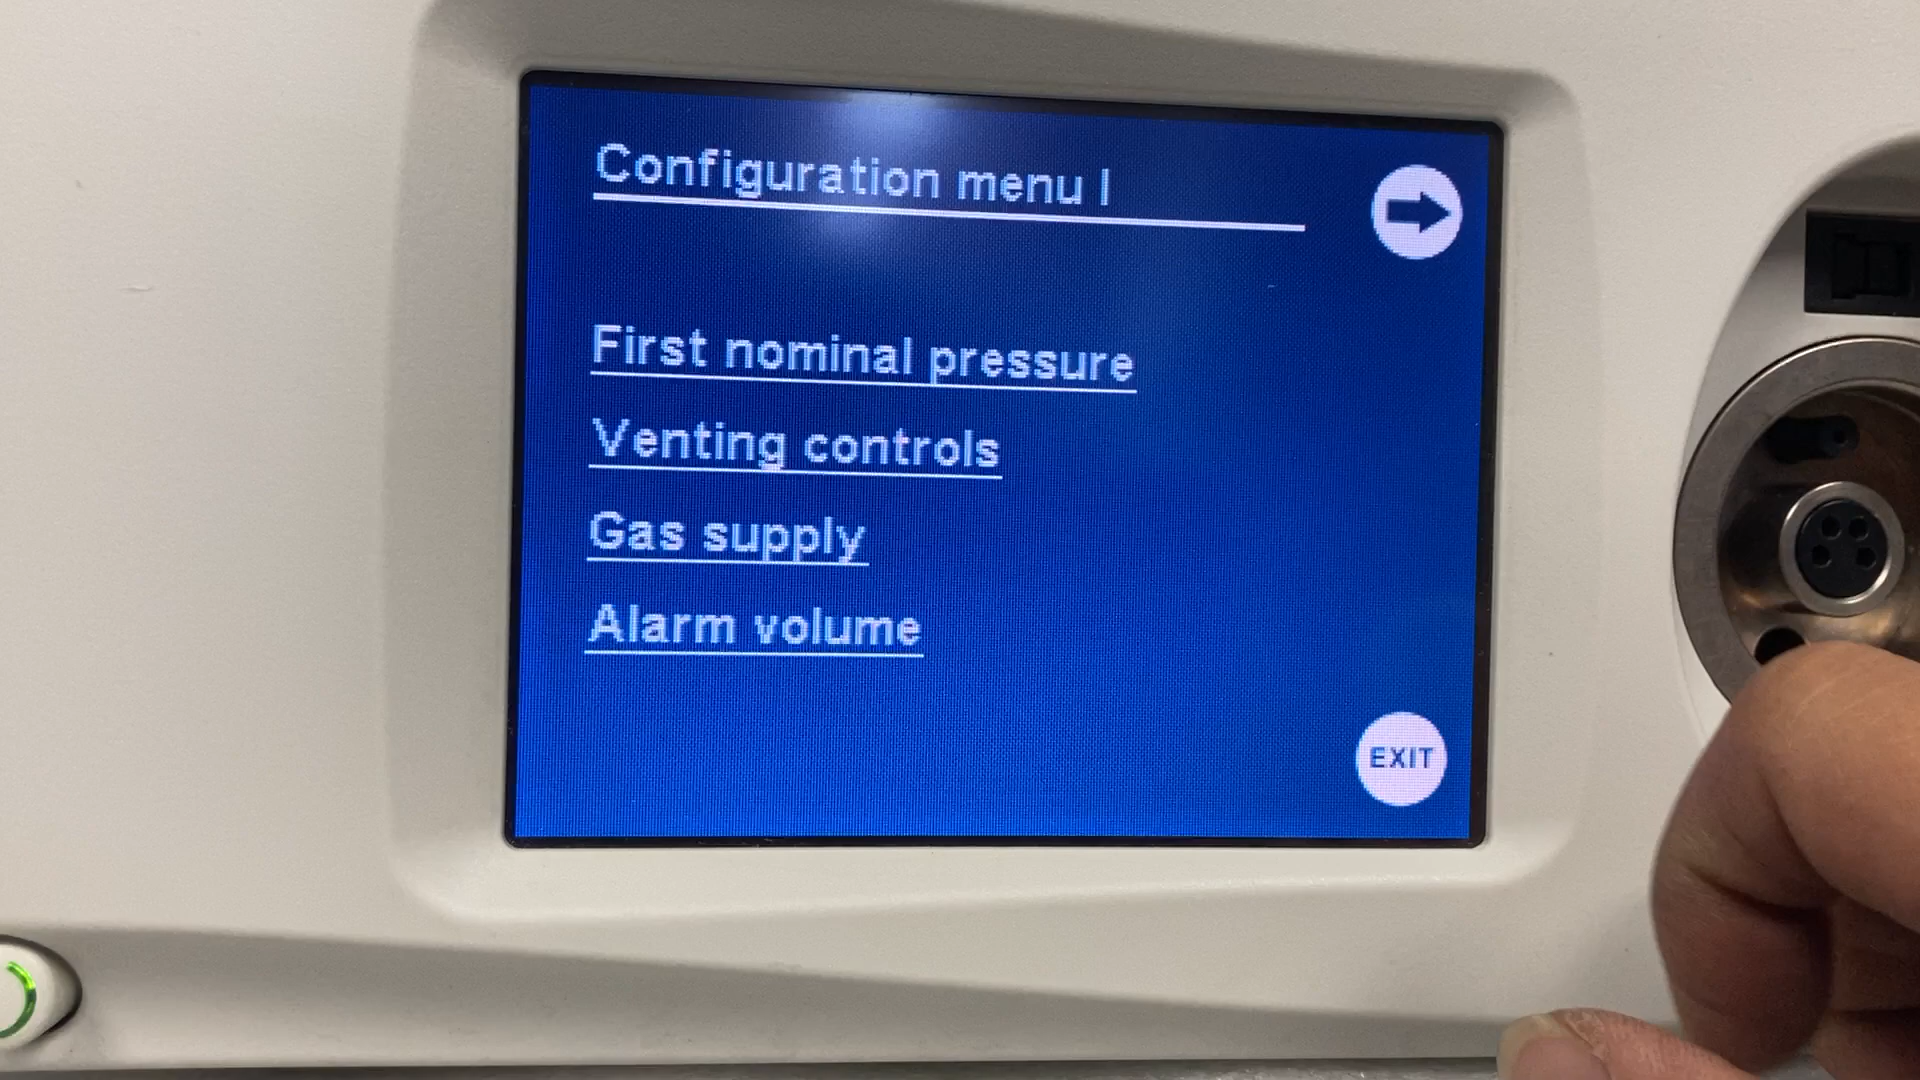 Configuration menu I
First nominal pressure
Venting controls
Gas supply
Alarm volume
EXIT